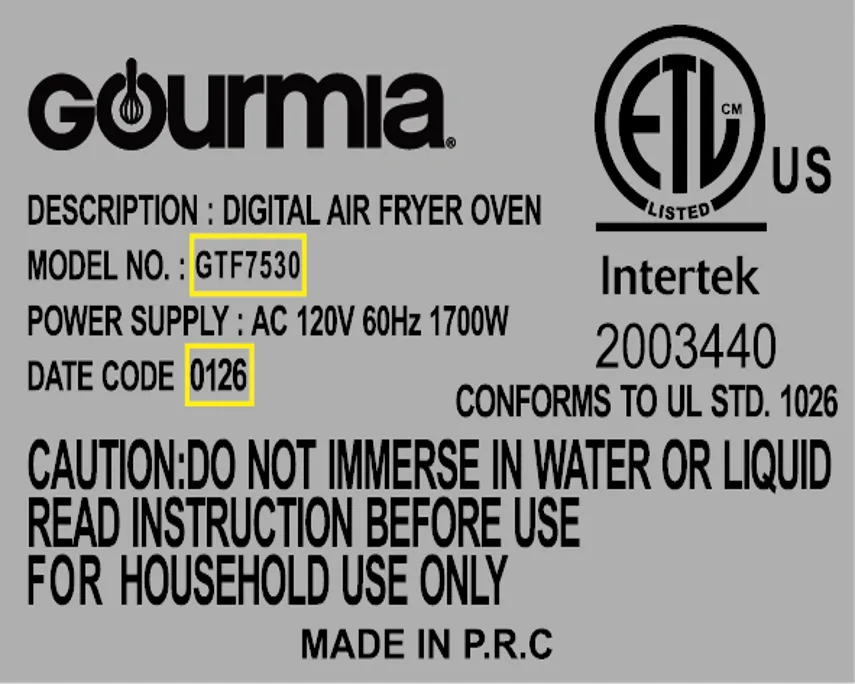 GOURMIA®
DESCRIPTION : DIGITAL AIR FRYER OVEN
MODEL NO. : GTF7530
POWER SUPPLY : AC 120V 60Hz 1700W
DATE CODE 0126
ETL CM
LISTED
US
Intertek
2003440
CONFORMS TO UL STD. 1026
CAUTION:DO NOT IMMERSE IN WATER OR LIQUID
READ INSTRUCTION BEFORE USE
FOR HOUSEHOLD USE ONLY
MADE IN P.R.C